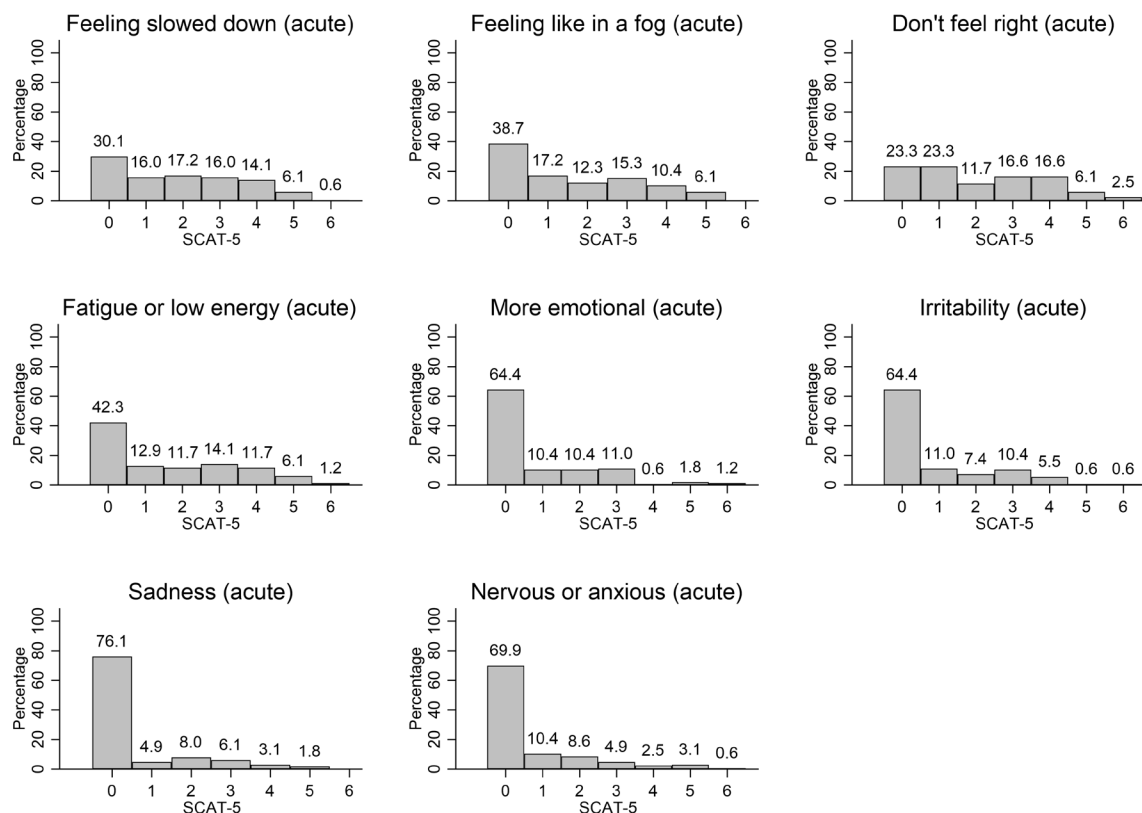 Feeling slowed down (acute)
Percentage
0 20 40 60 80 100
30.1 16.0 17.2 16.0 14.1 6.1 0.6
0 1 2 3 4 5 6
SCAT-5
Feeling like in a fog (acute)
Percentage
0 20 40 60 80 100
38.7 17.2 12.3 15.3 10.4 6.1
0 1 2 3 4 5 6
SCAT-5
Don't feel right (acute)
Percentage
0 20 40 60 80 100
23.3 23.3 11.7 16.6 16.6 6.1 2.5
0 1 2 3 4 5 6
SCAT-5
Fatigue or low energy (acute)
Percentage
0 20 40 60 80 100
42.3 12.9 11.7 14.1 11.7 6.1 1.2
0 1 2 3 4 5 6
SCAT-5
More emotional (acute)
Percentage
0 20 40 60 80 100
64.4 10.4 10.4 11.0 0.6 1.8 1.2
0 1 2 3 4 5 6
SCAT-5
Irritability (acute)
Percentage
0 20 40 60 80 100
64.4 11.0 7.4 10.4 5.5 0.6 0.6
0 1 2 3 4 5 6
SCAT-5
Sadness (acute)
Percentage
0 20 40 60 80 100
76.1 4.9 8.0 6.1 3.1 1.8
0 1 2 3 4 5 6
SCAT-5
Nervous or anxious (acute)
Percentage
0 20 40 60 80 100
69.9 10.4 8.6 4.9 2.5 3.1 0.6
0 1 2 3 4 5 6
SCAT-5